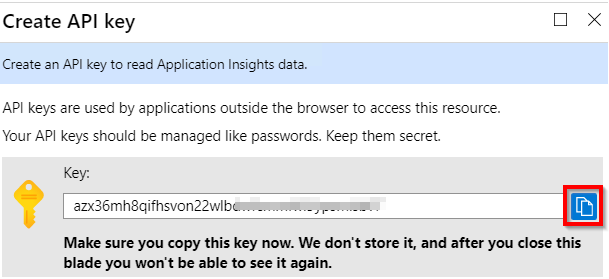 Create API key
Create an API key to read Application Insights data.
API keys are used by applications outside the browser to access this resource.
Your API keys should be managed like passwords. Keep them secret.
Key:
Make sure you copy this key now. We don't store it, and after you close this
blade you won't be able to see it again.